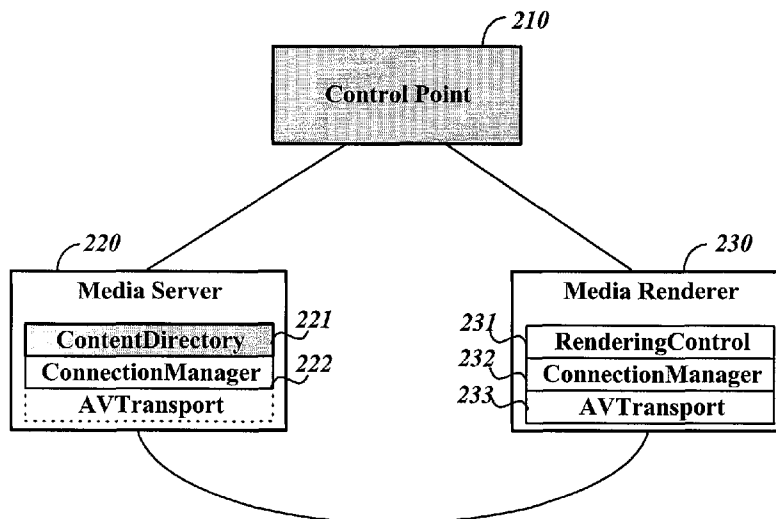 210
Control Point
220
Media Server
ContentDirectory
221
ConnectionManager
222
AVTransport
230
Media Renderer
231
RenderingControl
232
ConnectionManager
233
AVTransport